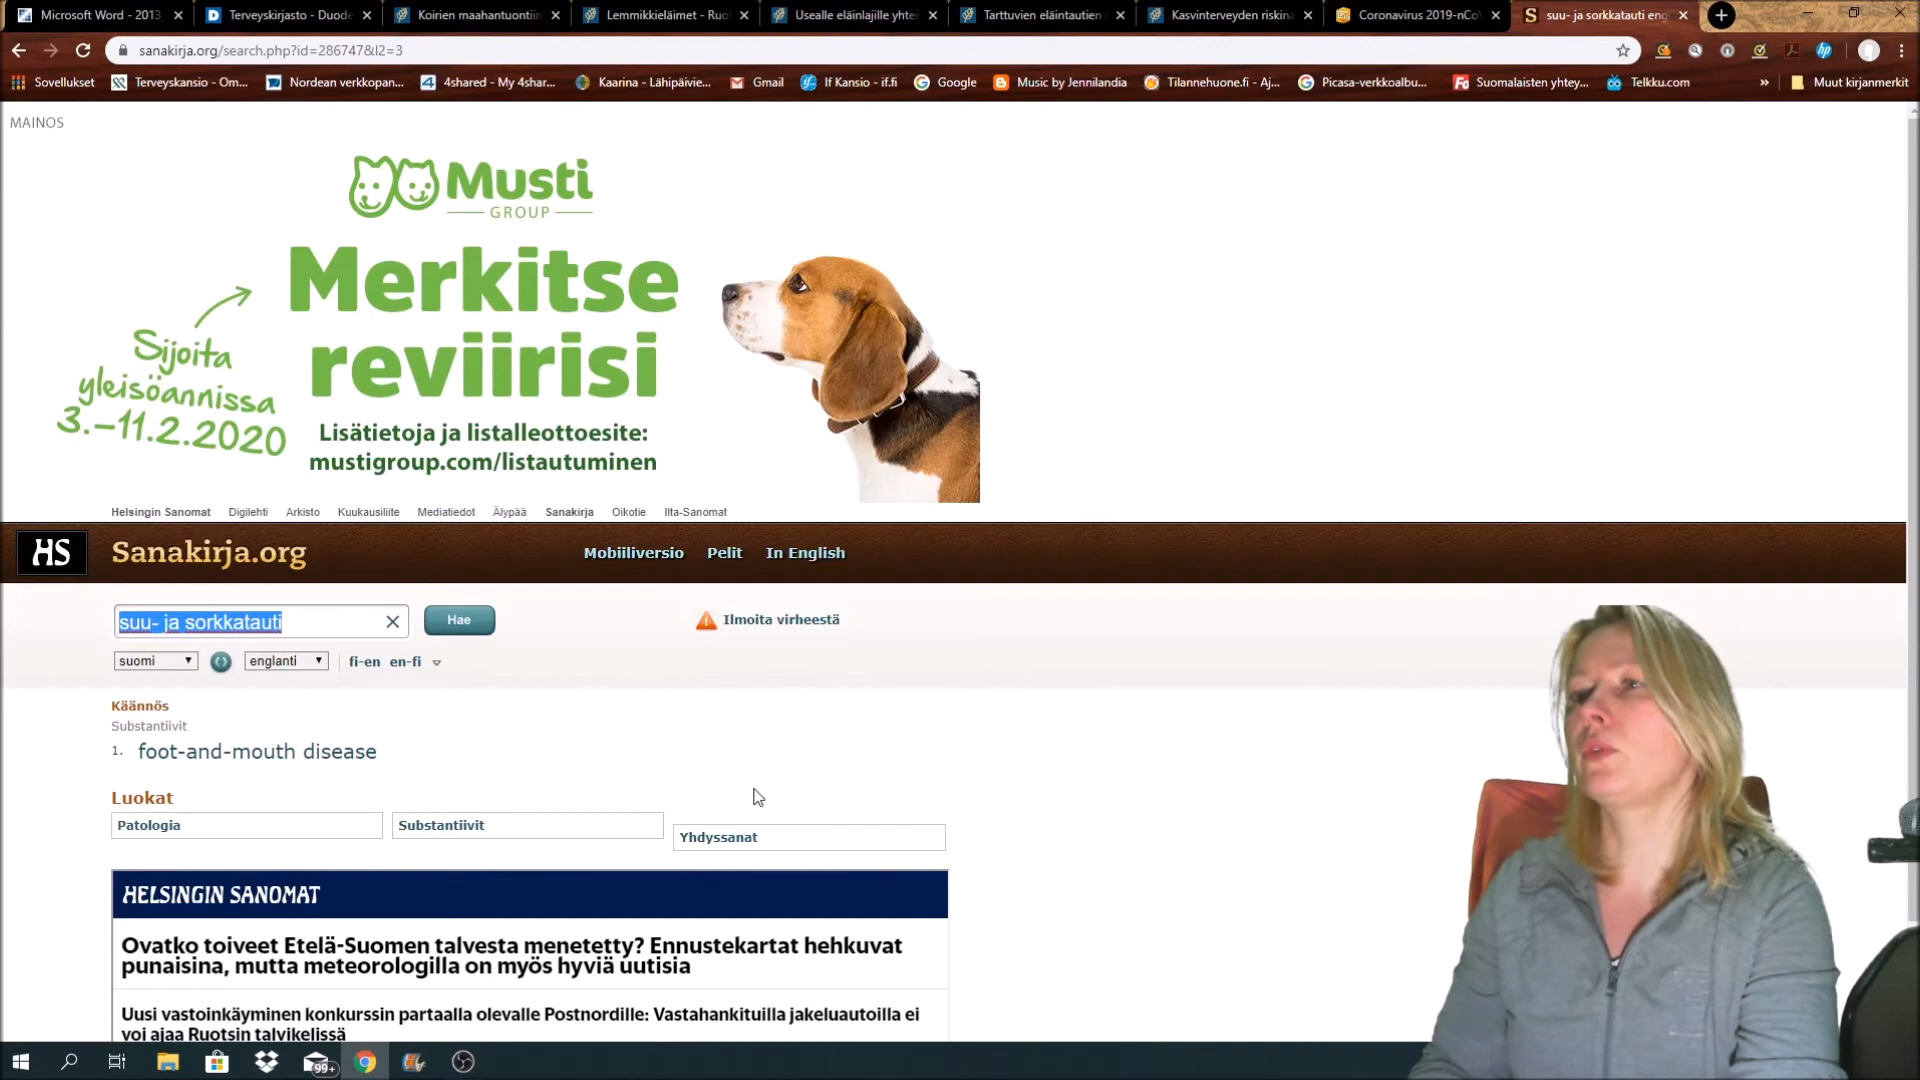 Microsoft Word - 2013
Terveyskirjasto - Duode
Koirien maahantuontiin
Lemmikkieläimet - Ruo
Usealle eläinlajille yhte
Tarttuvien eläintautien
Kasvinterveyden riskina
Coronavirus 2019-nCo
suu- ja sorkkatauti eng
sanakirja.org/search.php?id=286747&l2=3
Sovellukset
Terveyskansio - Om...
Nordean verkkopan...
4shared - My 4shar...
Kaarina - Lähipäivie...
Gmail
If Kansio - if.fi
Google
Music by Jennilandia
Tilannehuone.fi - Aj...
Picasa-verkkoalbu...
Suomalaisten yhtey...
Telkku.com
»
Muut kirjanmerkit
MAINOS
Musti
GROUP
Merkitse
reviirisi
Sijoita
yleisöannissa
3.–11.2.2020
Lisätietoja ja listalleottoesite:
mustigroup.com/listautuminen
Helsingin Sanomat Digilehti Arkisto Kuukausiliite Mediatiedot Älypää Sanakirja Oikotie Ilta-Sanomat
HS
Sanakirja.org
Mobiiliversio Pelit In English
suu- ja sorkkatauti
Hae
Ilmoita virheestä
suomi
englanti
fi-en en-fi
Käännös
Substantiivit
1. foot-and-mouth disease
Luokat
Patologia
Substantiivit
Yhdyssanat
HELSINGIN SANOMAT
Ovatko toiveet Etelä-Suomen talvesta menetetty? Ennustekartat hehkuvat
punaisina, mutta meteorologilla on myös hyviä uutisia
Uusi vastoinkäyminen konkurssin partaalla olevalle Postnordille: Vastahankituilla jakeluautoilla ei
voi ajaa Ruotsin talvikelissä
99+